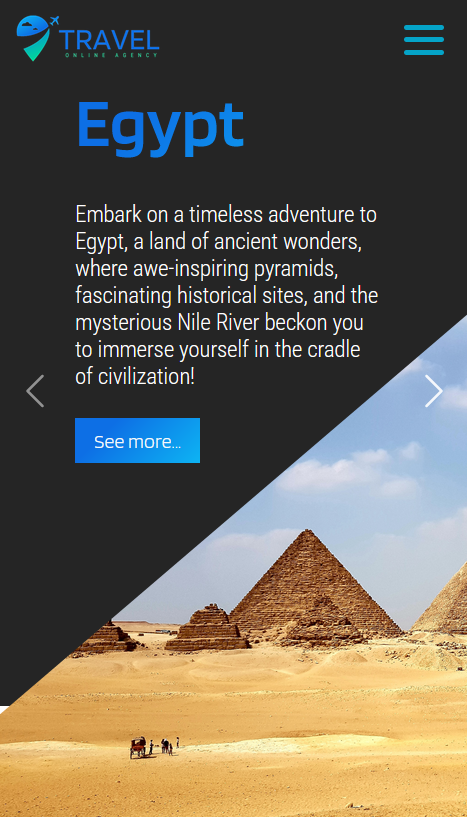 TRAVEL
ONLINE AGENCY
Egypt
Embark on a timeless adventure to
Egypt, a land of ancient wonders,
where awe-inspiring pyramids,
fascinating historical sites, and the
mysterious Nile River beckon you
to immerse yourself in the cradle
of civilization!
See more...